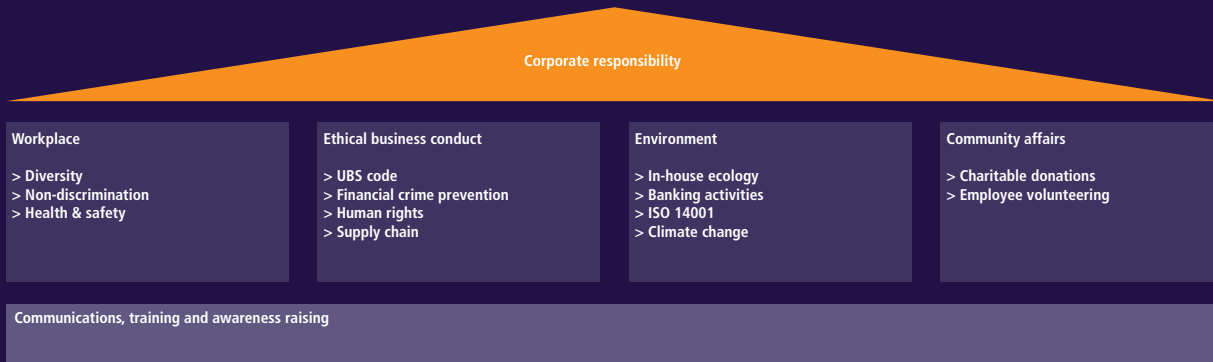 Corporate responsibility
Workplace
> Diversity
> Non-discrimination
> Health & safety
Ethical business conduct
> UBS code
> Financial crime prevention
> Human rights
> Supply chain
Environment
> In-house ecology
> Banking activities
> ISO 14001
> Climate change
Community affairs
> Charitable donations
> Employee volunteering
Communications, training and awareness raising